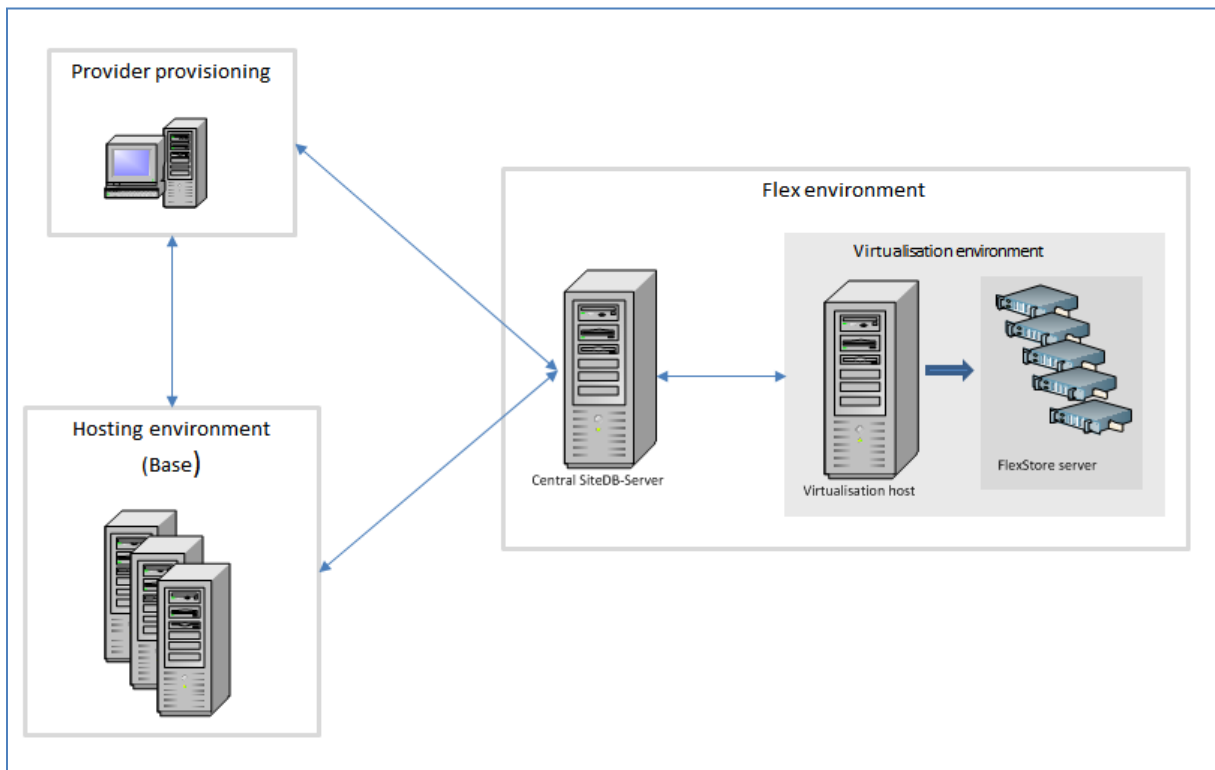 Provider provisioning
Flex environment
Virtualisation environment
Hosting environment
(Base)
Central SiteDB-Server
Virtualisation host
FlexStore server